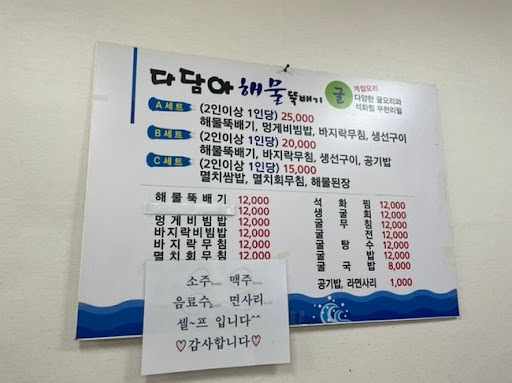 다담아 해물 뚝배기 굴
계절요리
다양한 굴요리와
석화찜 무한리필
A 세트 (2인이상 1인당) 25,000
해물뚝배기, 멍게비빔밥, 바지락무침, 생선구이
B 세트 (2인이상 1인당) 20,000
해물뚝배기, 바지락무침, 생선구이, 공기밥
C 세트 (2인이상 1인당) 15,000
멸치쌈밥, 멸치회무침, 해물된장
해물뚝배기 12,000
12,000
멍게비빔밥 12,000
바지락비빔밥 12,000
바지락무침 12,000
멸치회무침 12,000
석화찜 12,000
생굴회 12,000
굴무침 12,000
굴전 12,000
굴탕수 12,000
굴국밥 8,000
공기밥, 라면사리 1,000
소주 맥주
음료수 면사리
셀~프 입니다^^
♡감사합니다♡